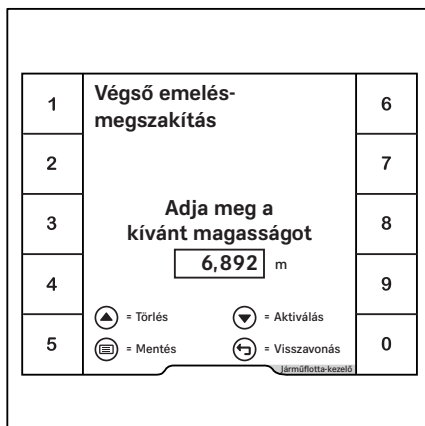 Végső emelés-
megszakítás
1
2
3
4
5
6
7
8
9
0
Adja meg a
kívánt magasságot
6,892 m
= Törlés
= Aktiválás
= Mentés
= Visszavonás
Járműflotta-kezelő